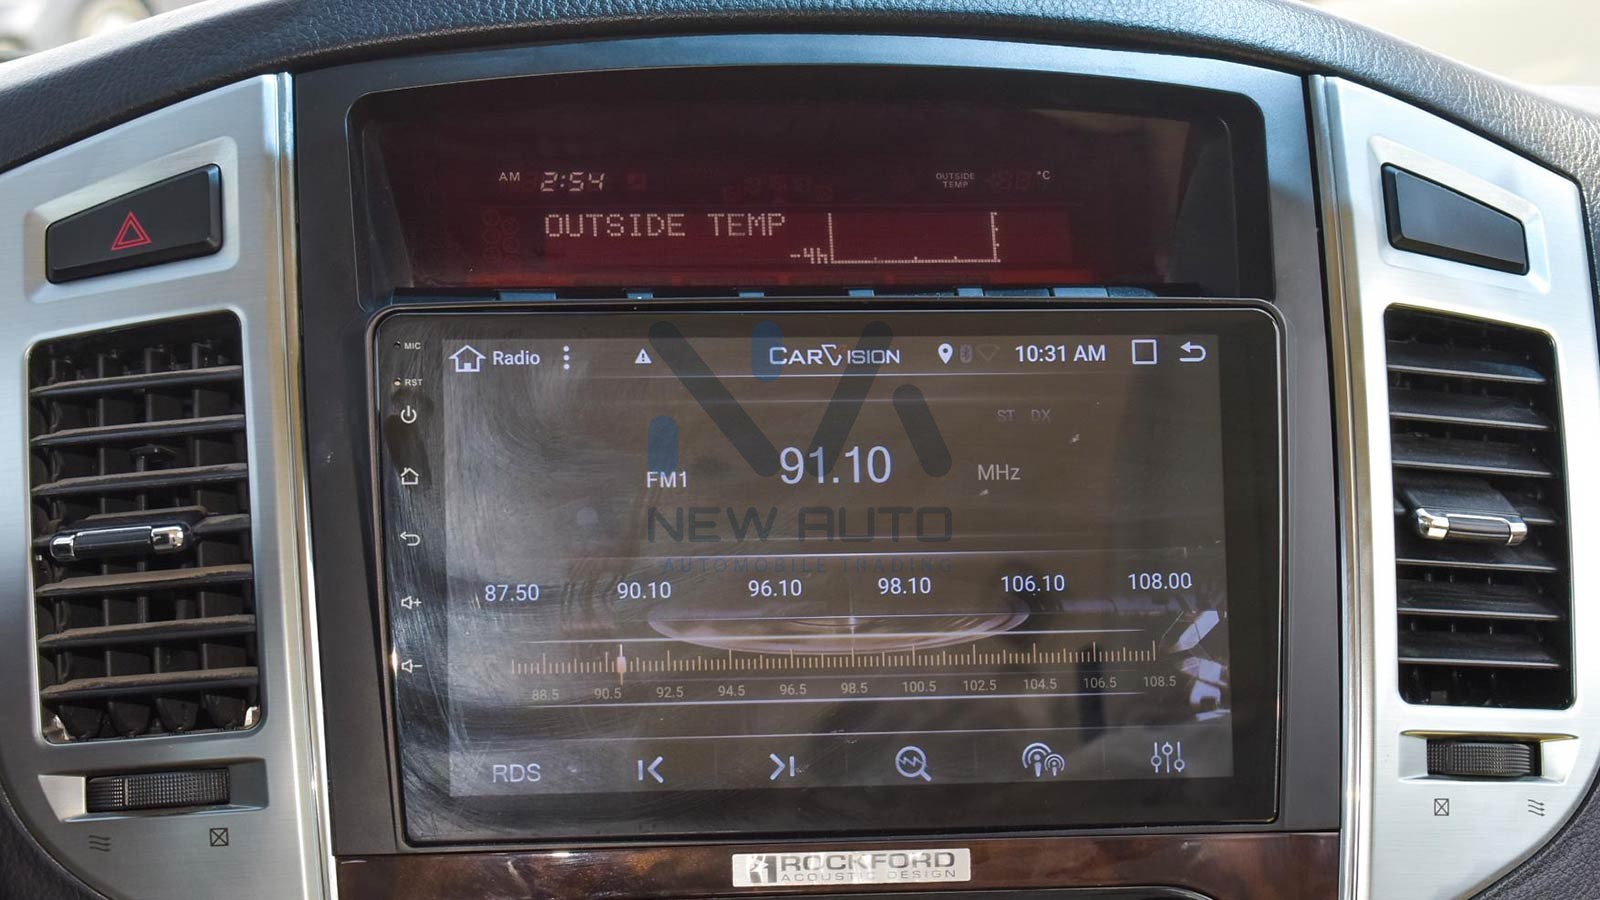 AM 2:54
OUTSIDE TEMP °C
OUTSIDE TEMP
-4h
MIC
RST
Radio CARVISION 10:31 AM
ST DX
FM1 91.10 MHz
NEW AUTO
AUTOMOBILE TRADING
87.50 90.10 96.10 98.10 106.10 108.00
88.5 90.5 92.5 94.5 96.5 98.5 100.5 102.5 104.5 106.5 108.5
RDS
ROCKFORD
ACOUSTIC DESIGN